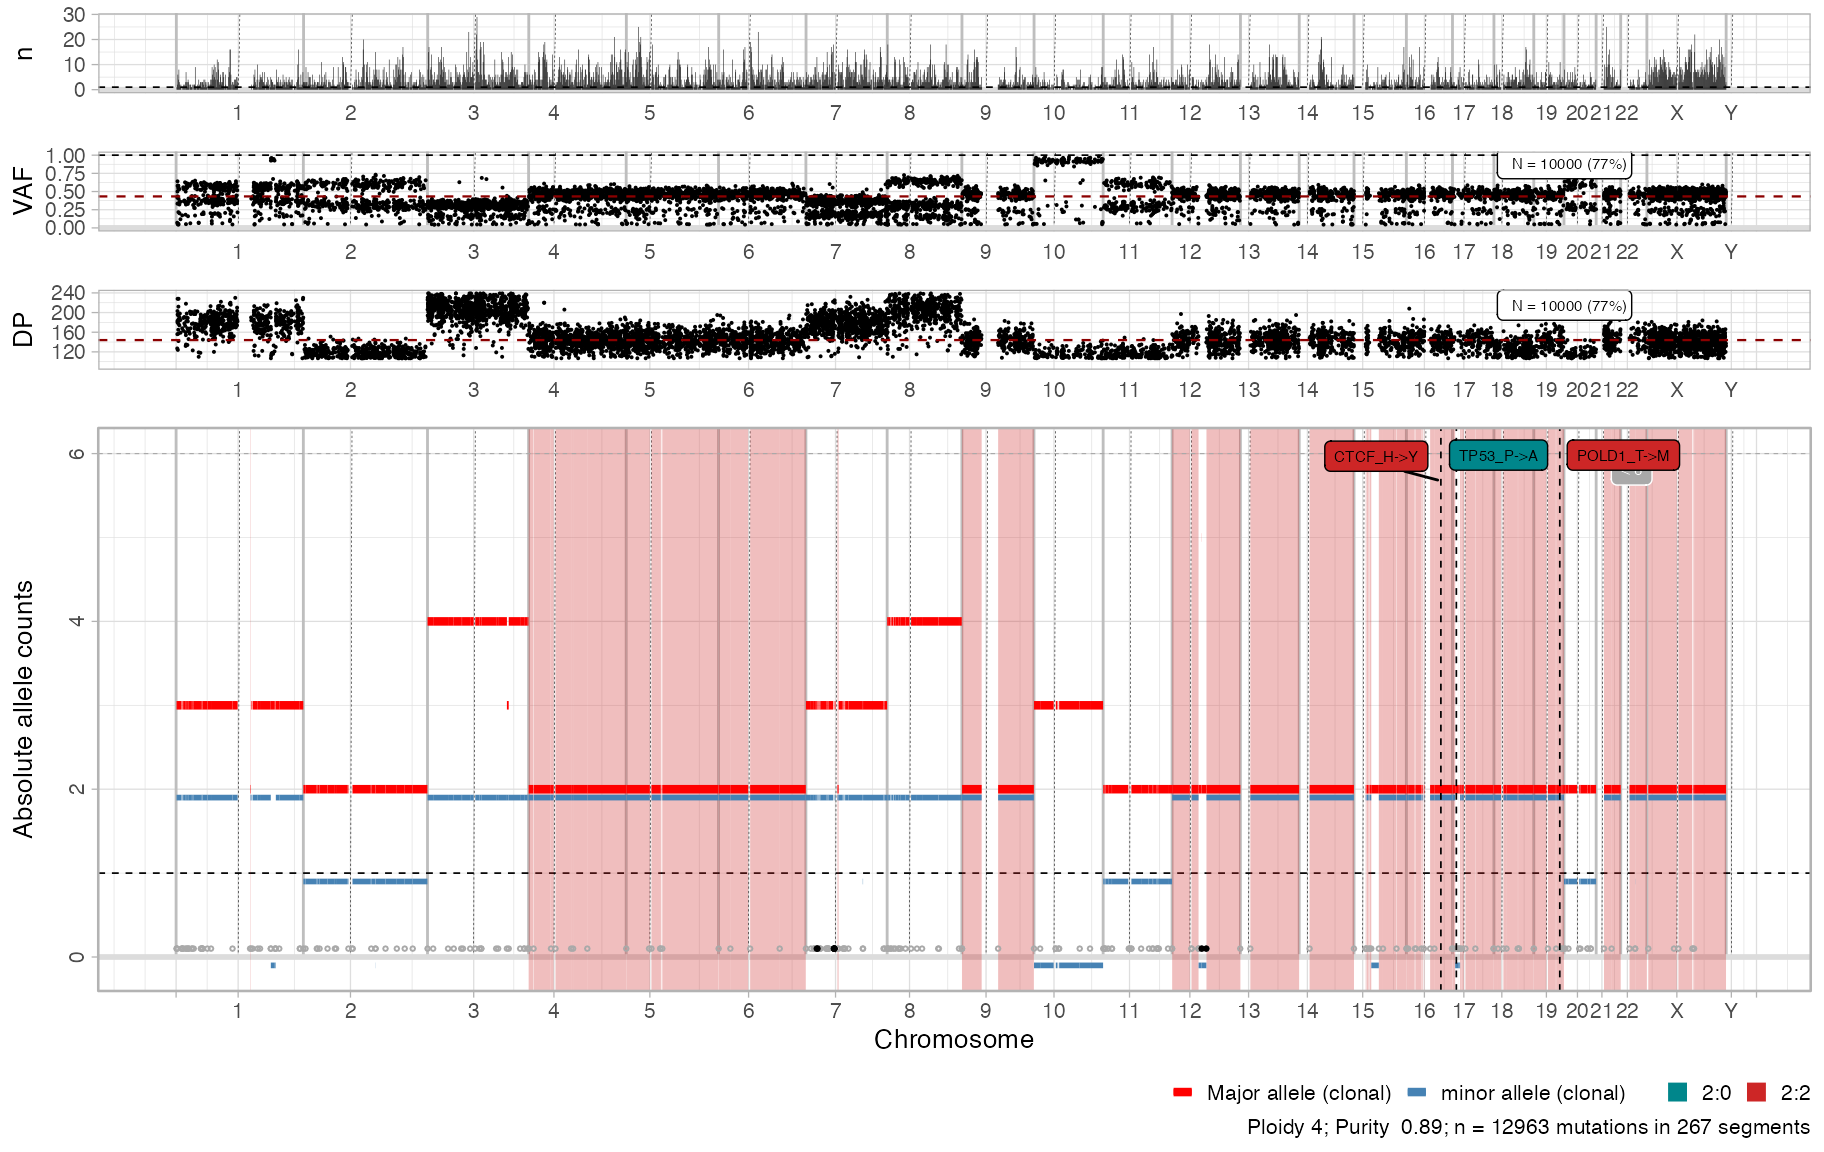 n
30
20
10
0
1 2 3 4 5 6 7 8 9 10 11 12 13 14 15 16 17 18 19 20 21 22 X Y
VAF
1.00
0.75
0.50
0.25
0.00
N = 10000 (77%)
1 2 3 4 5 6 7 8 9 10 11 12 13 14 15 16 17 18 19 20 21 22 X Y
DP
240
200
160
120
N = 10000 (77%)
1 2 3 4 5 6 7 8 9 10 11 12 13 14 15 16 17 18 19 20 21 22 X Y
Absolute allele counts
6
4
2
0
CTCF_H->Y TP53_P->A POLD1_T->M
1 2 3 4 5 6 7 8 9 10 11 12 13 14 15 16 17 18 19 20 21 22 X Y
Chromosome
Major allele (clonal) minor allele (clonal) 2:0 2:2
Ploidy 4; Purity 0.89; n = 12963 mutations in 267 segments